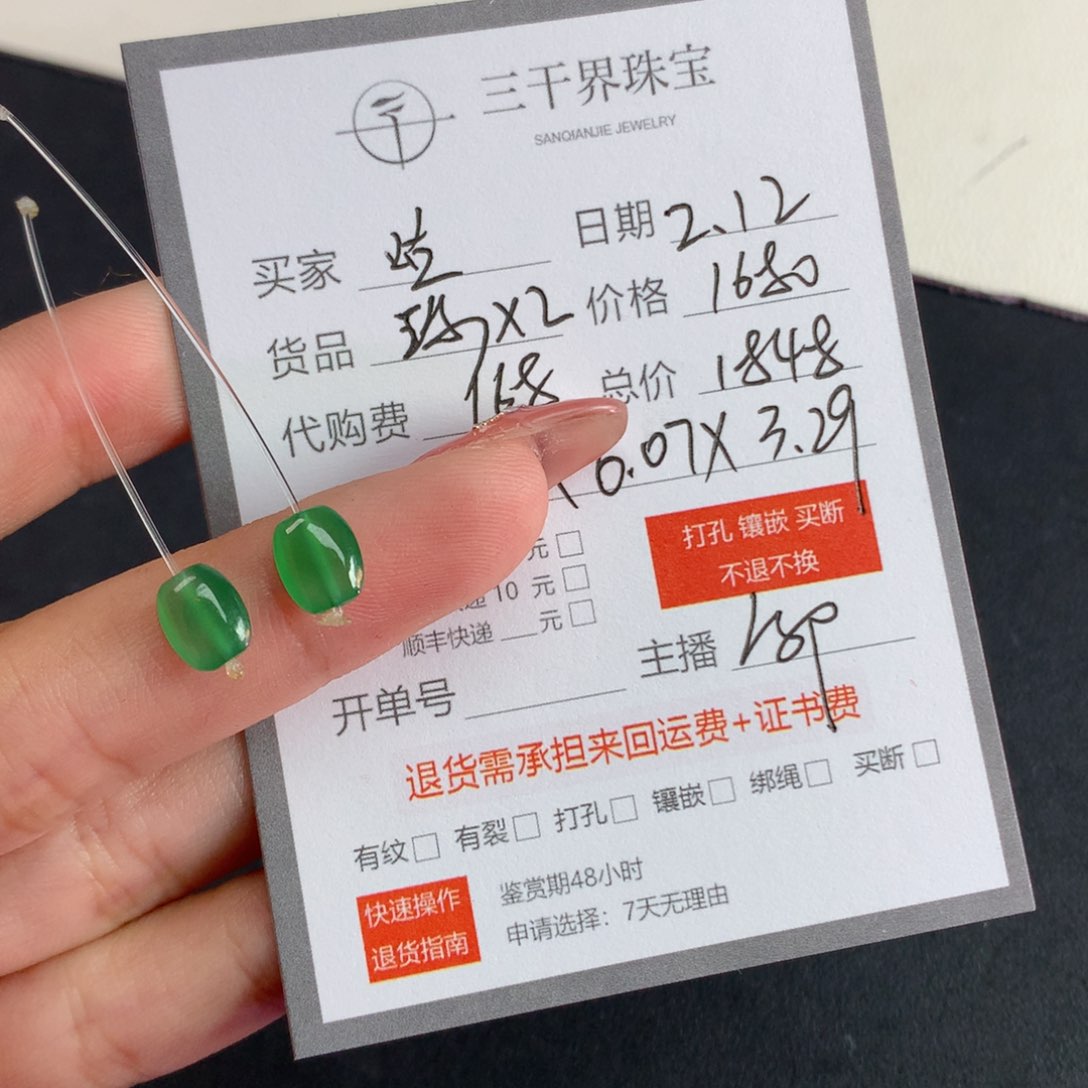 三千界珠宝
SANQIANJIE JEWELRY
买家
日期 2.12
货品 珠×2
价格 1680
代购费 168
总价 1848
6.07X 3.29
元
打孔 镶嵌 买断
不退不换
递10 元
顺丰快递 元
主播
开单号
退货需承担来回运费+证书费
有纹 有裂 打孔 镶嵌 绑绳 买断
快速操作
退货指南
鉴赏期48小时
申请选择：7天无理由